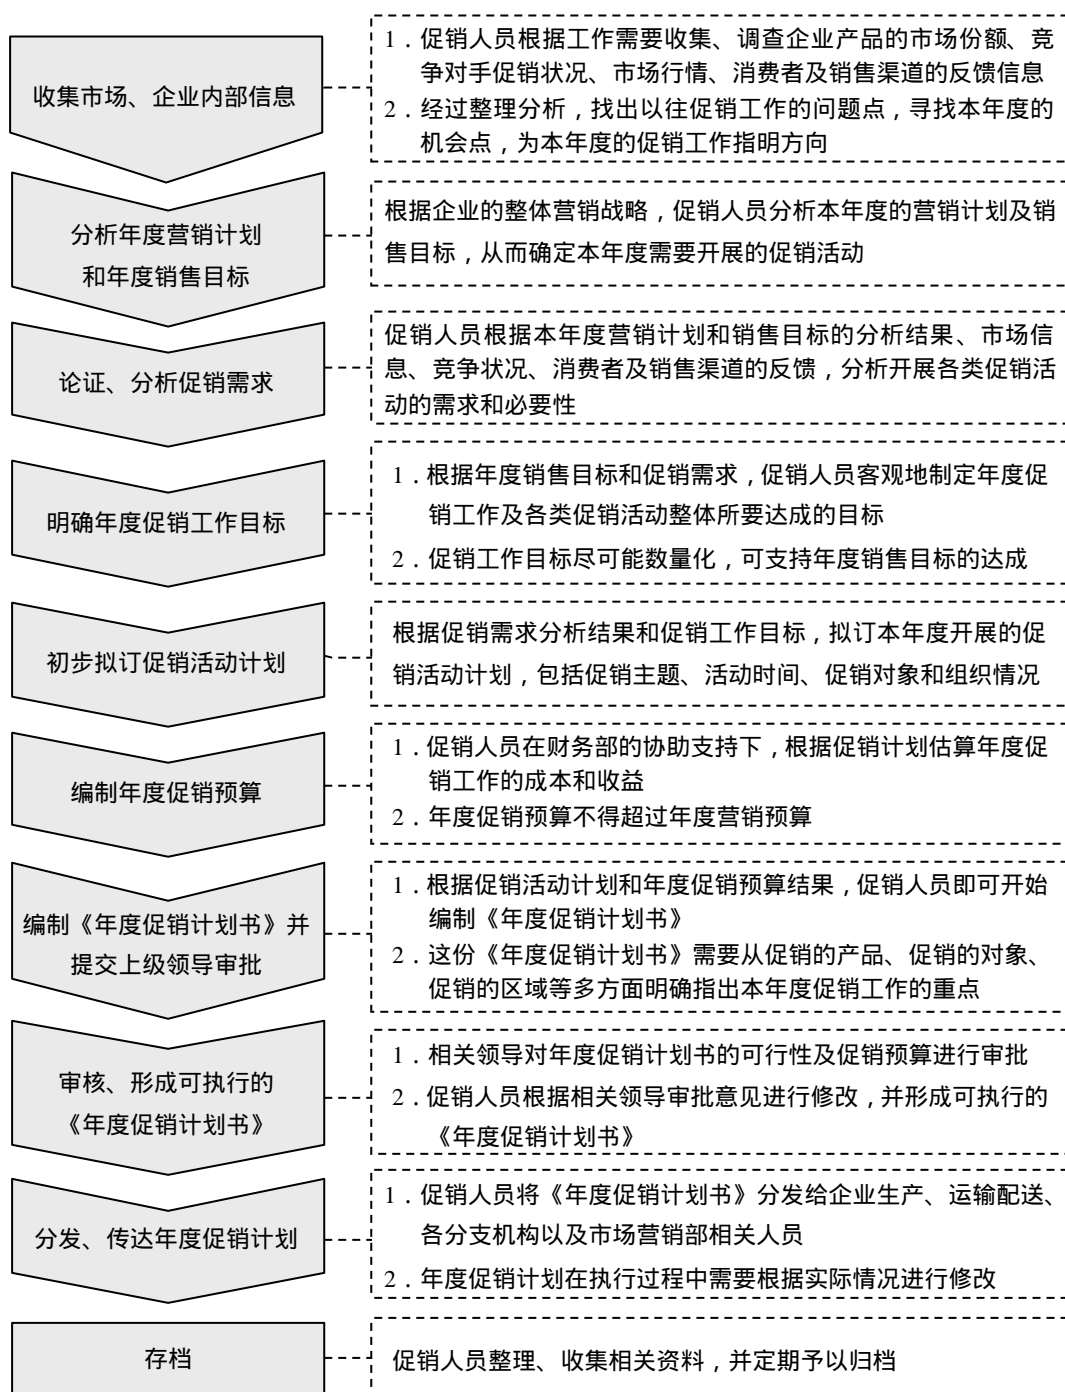 收集市场、企业内部信息
1．促销人员根据工作需要收集、调查企业产品的市场份额、竞
争对手促销状况、市场行情、消费者及销售渠道的反馈信息
2．经过整理分析，找出以往促销工作的问题点，寻找本年度的
机会点，为本年度的促销工作指明方向
分析年度营销计划
和年度销售目标
根据企业的整体营销战略，促销人员分析本年度的营销计划及销
售目标，从而确定本年度需要开展的促销活动
论证、分析促销需求
促销人员根据本年度营销计划和销售目标的分析结果、市场信
息、竞争状况、消费者及销售渠道的反馈，分析开展各类促销活
动的需求和必要性
明确年度促销工作目标
1．根据年度销售目标和促销需求，促销人员客观地制定年度促
销工作及各类促销活动整体所要达成的目标
2．促销工作目标尽可能数量化，可支持年度销售目标的达成
初步拟订促销活动计划
根据促销需求分析结果和促销工作目标，拟订本年度开展的促
销活动计划，包括促销主题、活动时间、促销对象和组织情况
编制年度促销预算
1．促销人员在财务部的协助支持下，根据促销计划估算年度促
销工作的成本和收益
2．年度促销预算不得超过年度营销预算
编制《年度促销计划书》并
提交上级领导审批
1．根据促销活动计划和年度促销预算结果，促销人员即可开始
编制《年度促销计划书》
2．这份《年度促销计划书》需要从促销的产品、促销的对象、
促销的区域等多方面明确指出本年度促销工作的重点
审核、形成可执行的
《年度促销计划书》
1．相关领导对年度促销计划书的可行性及促销预算进行审批
2．促销人员根据相关领导审批意见进行修改，并形成可执行的
《年度促销计划书》
分发、传达年度促销计划
1．促销人员将《年度促销计划书》分发给企业生产、运输配送、
各分支机构以及市场营销部相关人员
2．年度促销计划在执行过程中需要根据实际情况进行修改
存档
促销人员整理、收集相关资料，并定期予以归档